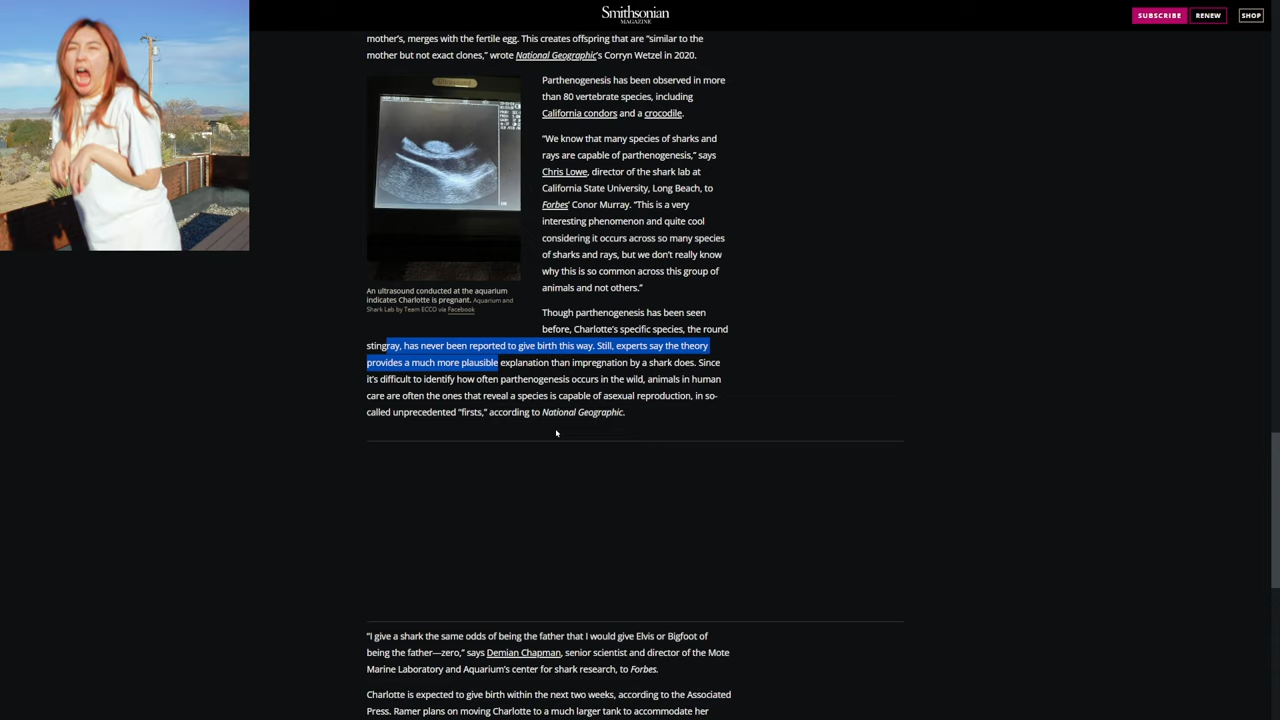 Smithsonian
MAGAZINE
SUBSCRIBE
RENEW
SHOP
mother's, merges with the fertile egg. This creates offspring that are “similar to the
mother but not exact clones,” wrote National Geographic's Corryn Wetzel in 2020.
Parthenogenesis has been observed in more
than 80 vertebrate species, including
California condors and a crocodile.
“We know that many species of sharks and
rays are capable of parthenogenesis,” says
Chris Lowe, director of the shark lab at
California State University, Long Beach, to
Forbes’ Conor Murray. “This is a very
interesting phenomenon and quite cool
considering it occurs across so many species
of sharks and rays, but we don’t really know
why this is so common across this group of
animals and not others.”
An ultrasound conducted at the aquarium
indicates Charlotte is pregnant. Aquarium and
Shark Lab by Team ECCO via Facebook
Though parthenogenesis has been seen
before, Charlotte’s specific species, the round
stingray, has never been reported to give birth this way. Still, experts say the theory
provides a much more plausible explanation than impregnation by a shark does. Since
it’s difficult to identify how often parthenogenesis occurs in the wild, animals in human
care are often the ones that reveal a species is capable of asexual reproduction, in so-
called unprecedented “firsts,” according to National Geographic.
“I give a shark the same odds of being the father that I would give Elvis or Bigfoot of
being the father—zero,” says Demian Chapman, senior scientist and director of the Mote
Marine Laboratory and Aquarium’s center for shark research, to Forbes.
Charlotte is expected to give birth within the next two weeks, according to the Associated
Press. Ramer plans on moving Charlotte to a much larger tank to accommodate her